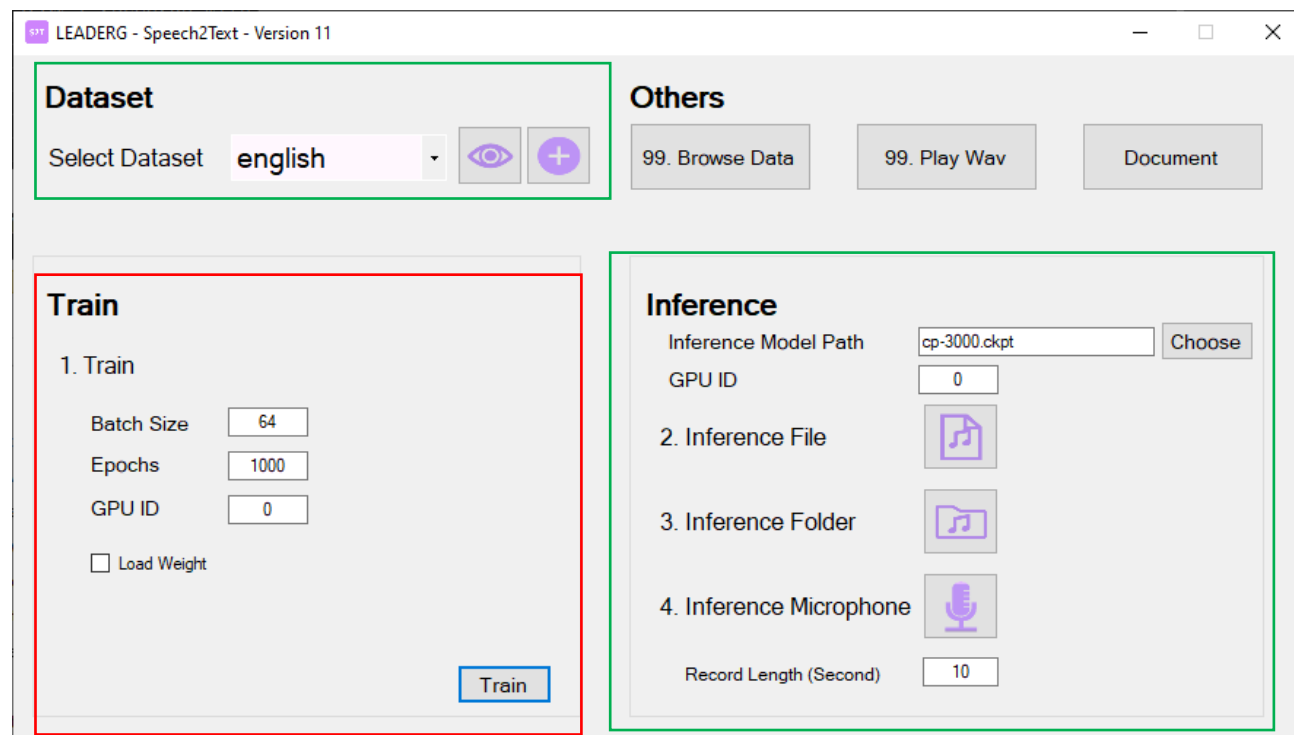 SPT
LEADERG - Speech2Text - Version 11
Dataset
Select Dataset english
Others
99. Browse Data 99. Play Wav Document
Train
1. Train
Batch Size 64
Epochs 1000
GPU ID 0
Load Weight
Train
Inference
Inference Model Path cp-3000.ckpt Choose
GPU ID 0
2. Inference File
3. Inference Folder
4. Inference Microphone
Record Length (Second) 10